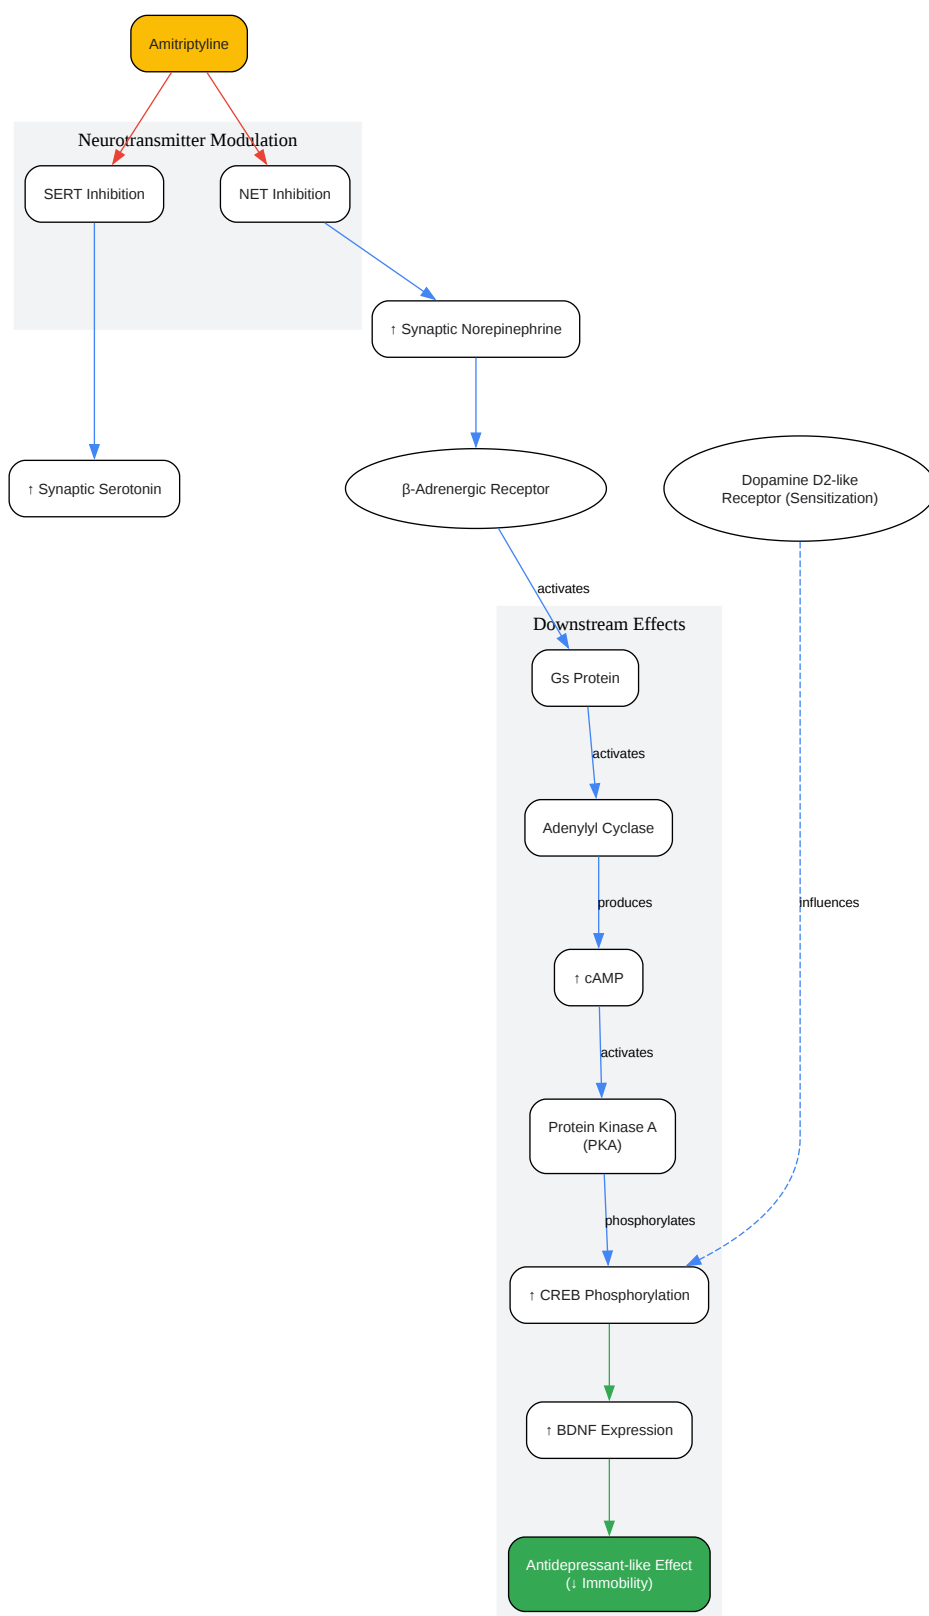 Amitriptyline
Neurotransmitter Modulation
SERT Inhibition
NET Inhibition
↑ Synaptic Norepinephrine
↑ Synaptic Serotonin
β-Adrenergic Receptor
Dopamine D2-like
Receptor (Sensitization)
activates
Downstream Effects
Gs Protein
activates
Adenylyl Cyclase
produces
influences
↑ cAMP
activates
Protein Kinase A
(PKA)
phosphorylates
↑ CREB Phosphorylation
↑ BDNF Expression
Antidepressant-like Effect
(↓ Immobility)